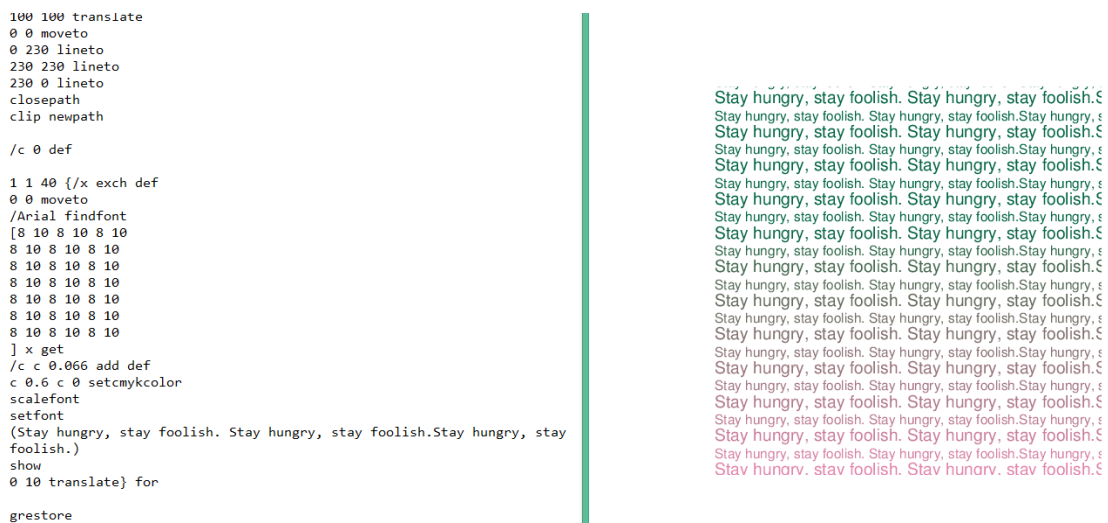 100 100 translate
0 0 moveto
0 230 lineto
230 230 lineto
230 0 lineto
closepath
clip newpath
/c 0 def
1 1 40 {/x exch def
0 0 moveto
/Arial findfont
[8 10 8 10 8 10
8 10 8 10 8 10
8 10 8 10 8 10
8 10 8 10 8 10
8 10 8 10 8 10
8 10 8 10 8 10
8 10 8 10 8 10
] x get
/c c 0.066 add def
c 0.6 c 0 setcmykcolor
scalefont
setfont
(Stay hungry, stay foolish. Stay hungry, stay foolish.Stay hungry, stay
foolish.)
show
0 10 translate} for
grestore
Stay hungry, stay foolish. Stay hungry, stay foolish.S
Stay hungry, stay foolish. Stay hungry, stay foolish.Stay hungry, s
Stay hungry, stay foolish. Stay hungry, stay foolish.S
Stay hungry, stay foolish. Stay hungry, stay foolish.Stay hungry, s
Stay hungry, stay foolish. Stay hungry, stay foolish.S
Stay hungry, stay foolish. Stay hungry, stay foolish.Stay hungry, s
Stay hungry, stay foolish. Stay hungry, stay foolish.S
Stay hungry, stay foolish. Stay hungry, stay foolish.Stay hungry, s
Stay hungry, stay foolish. Stay hungry, stay foolish.S
Stay hungry, stay foolish. Stay hungry, stay foolish.Stay hungry, s
Stay hungry, stay foolish. Stay hungry, stay foolish.S
Stay hungry, stay foolish. Stay hungry, stay foolish.Stay hungry, s
Stay hungry, stay foolish. Stay hungry, stay foolish.S
Stay hungry, stay foolish. Stay hungry, stay foolish.Stay hungry, s
Stay hungry, stay foolish. Stay hungry, stay foolish.S
Stay hungry, stay foolish. Stay hungry, stay foolish.Stay hungry, s
Stay hungry, stay foolish. Stay hungry, stay foolish.S
Stay hungry, stay foolish. Stay hungry, stay foolish.Stay hungry, s
Stay hungry, stay foolish. Stay hungry, stay foolish.S
Stay hungry, stay foolish. Stay hungry, stay foolish.Stay hungry, s
Stay hungry, stay foolish. Stay hungry, stay foolish.S
Stay hungry, stay foolish. Stay hungry, stay foolish.Stay hungry, s
Stay hungry, stay foolish. Stay hungry, stay foolish.S